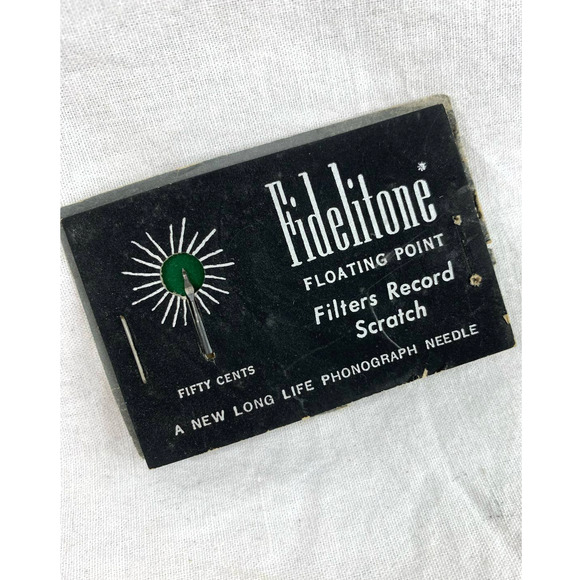 Fidelitone*
FLOATING POINT
Filters Record
Scratch
FIFTY CENTS
A NEW LONG LIFE PHONOGRAPH NEEDLE